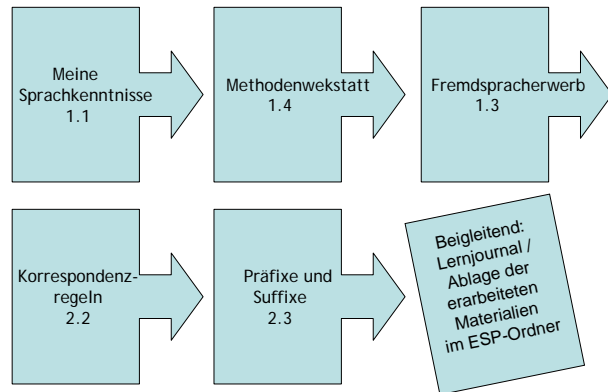 Meine
Sprachkenntnisse
1.1
Methodenwekstatt
1.4
Fremdspracherwerb
1.3
Korrespondenz-
regeln
2.2
Präfixe und
Suffixe
2.3
Beigleitend:
Lernjournal /
Ablage der
erarbeiteten
Materialien
im ESP-Ordner